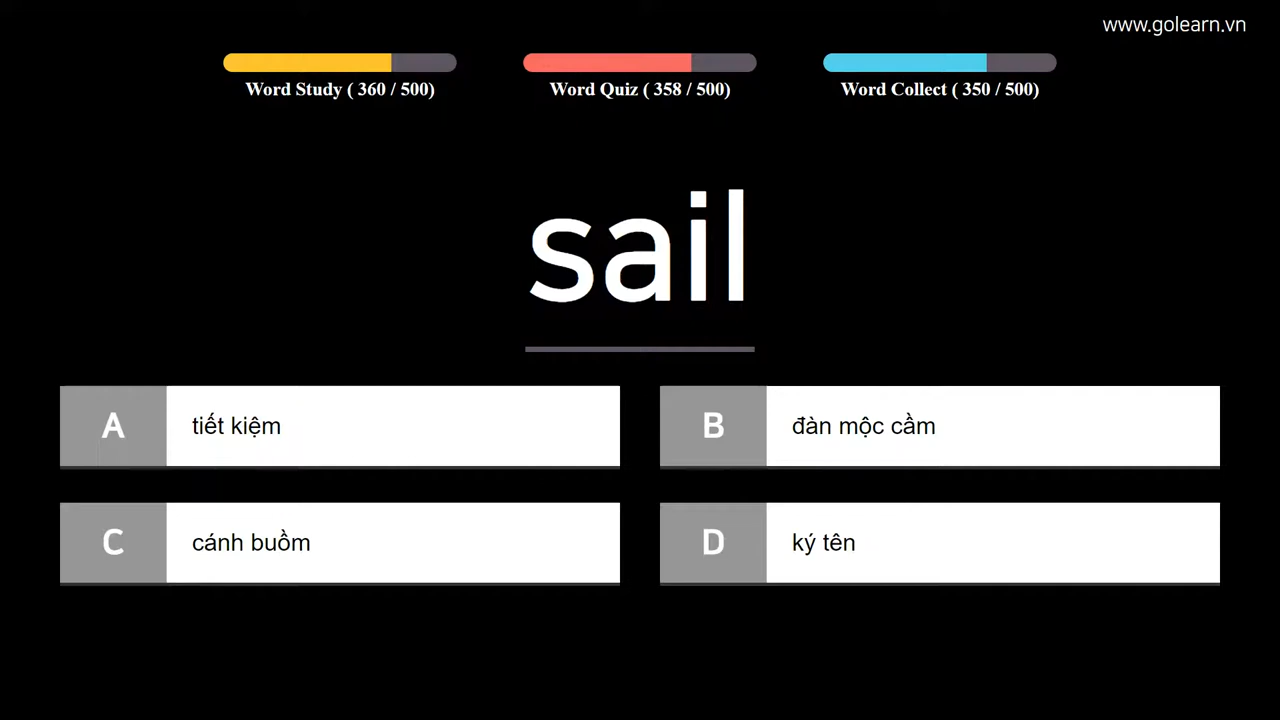 www.golearn.vn
Word Study ( 360 / 500)
Word Quiz ( 358 / 500)
Word Collect ( 350 / 500)
sail
A tiết kiệm
B đàn mộc cầm
C cánh buồm
D ký tên